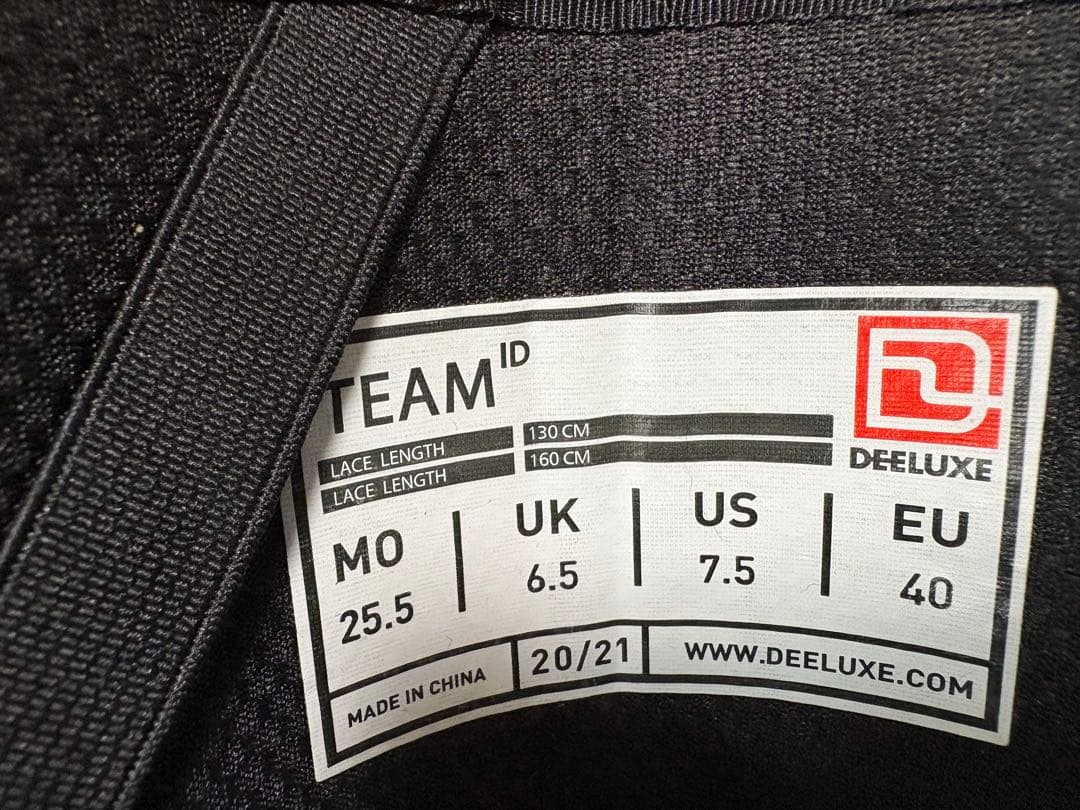 TEAM ID
DEELUXE
LACE LENGTH 130 CM
LACE LENGTH 160 CM
MO UK US EU
25.5 6.5 7.5 40
MADE IN CHINA 20/21 WWW.DEELUXE.COM